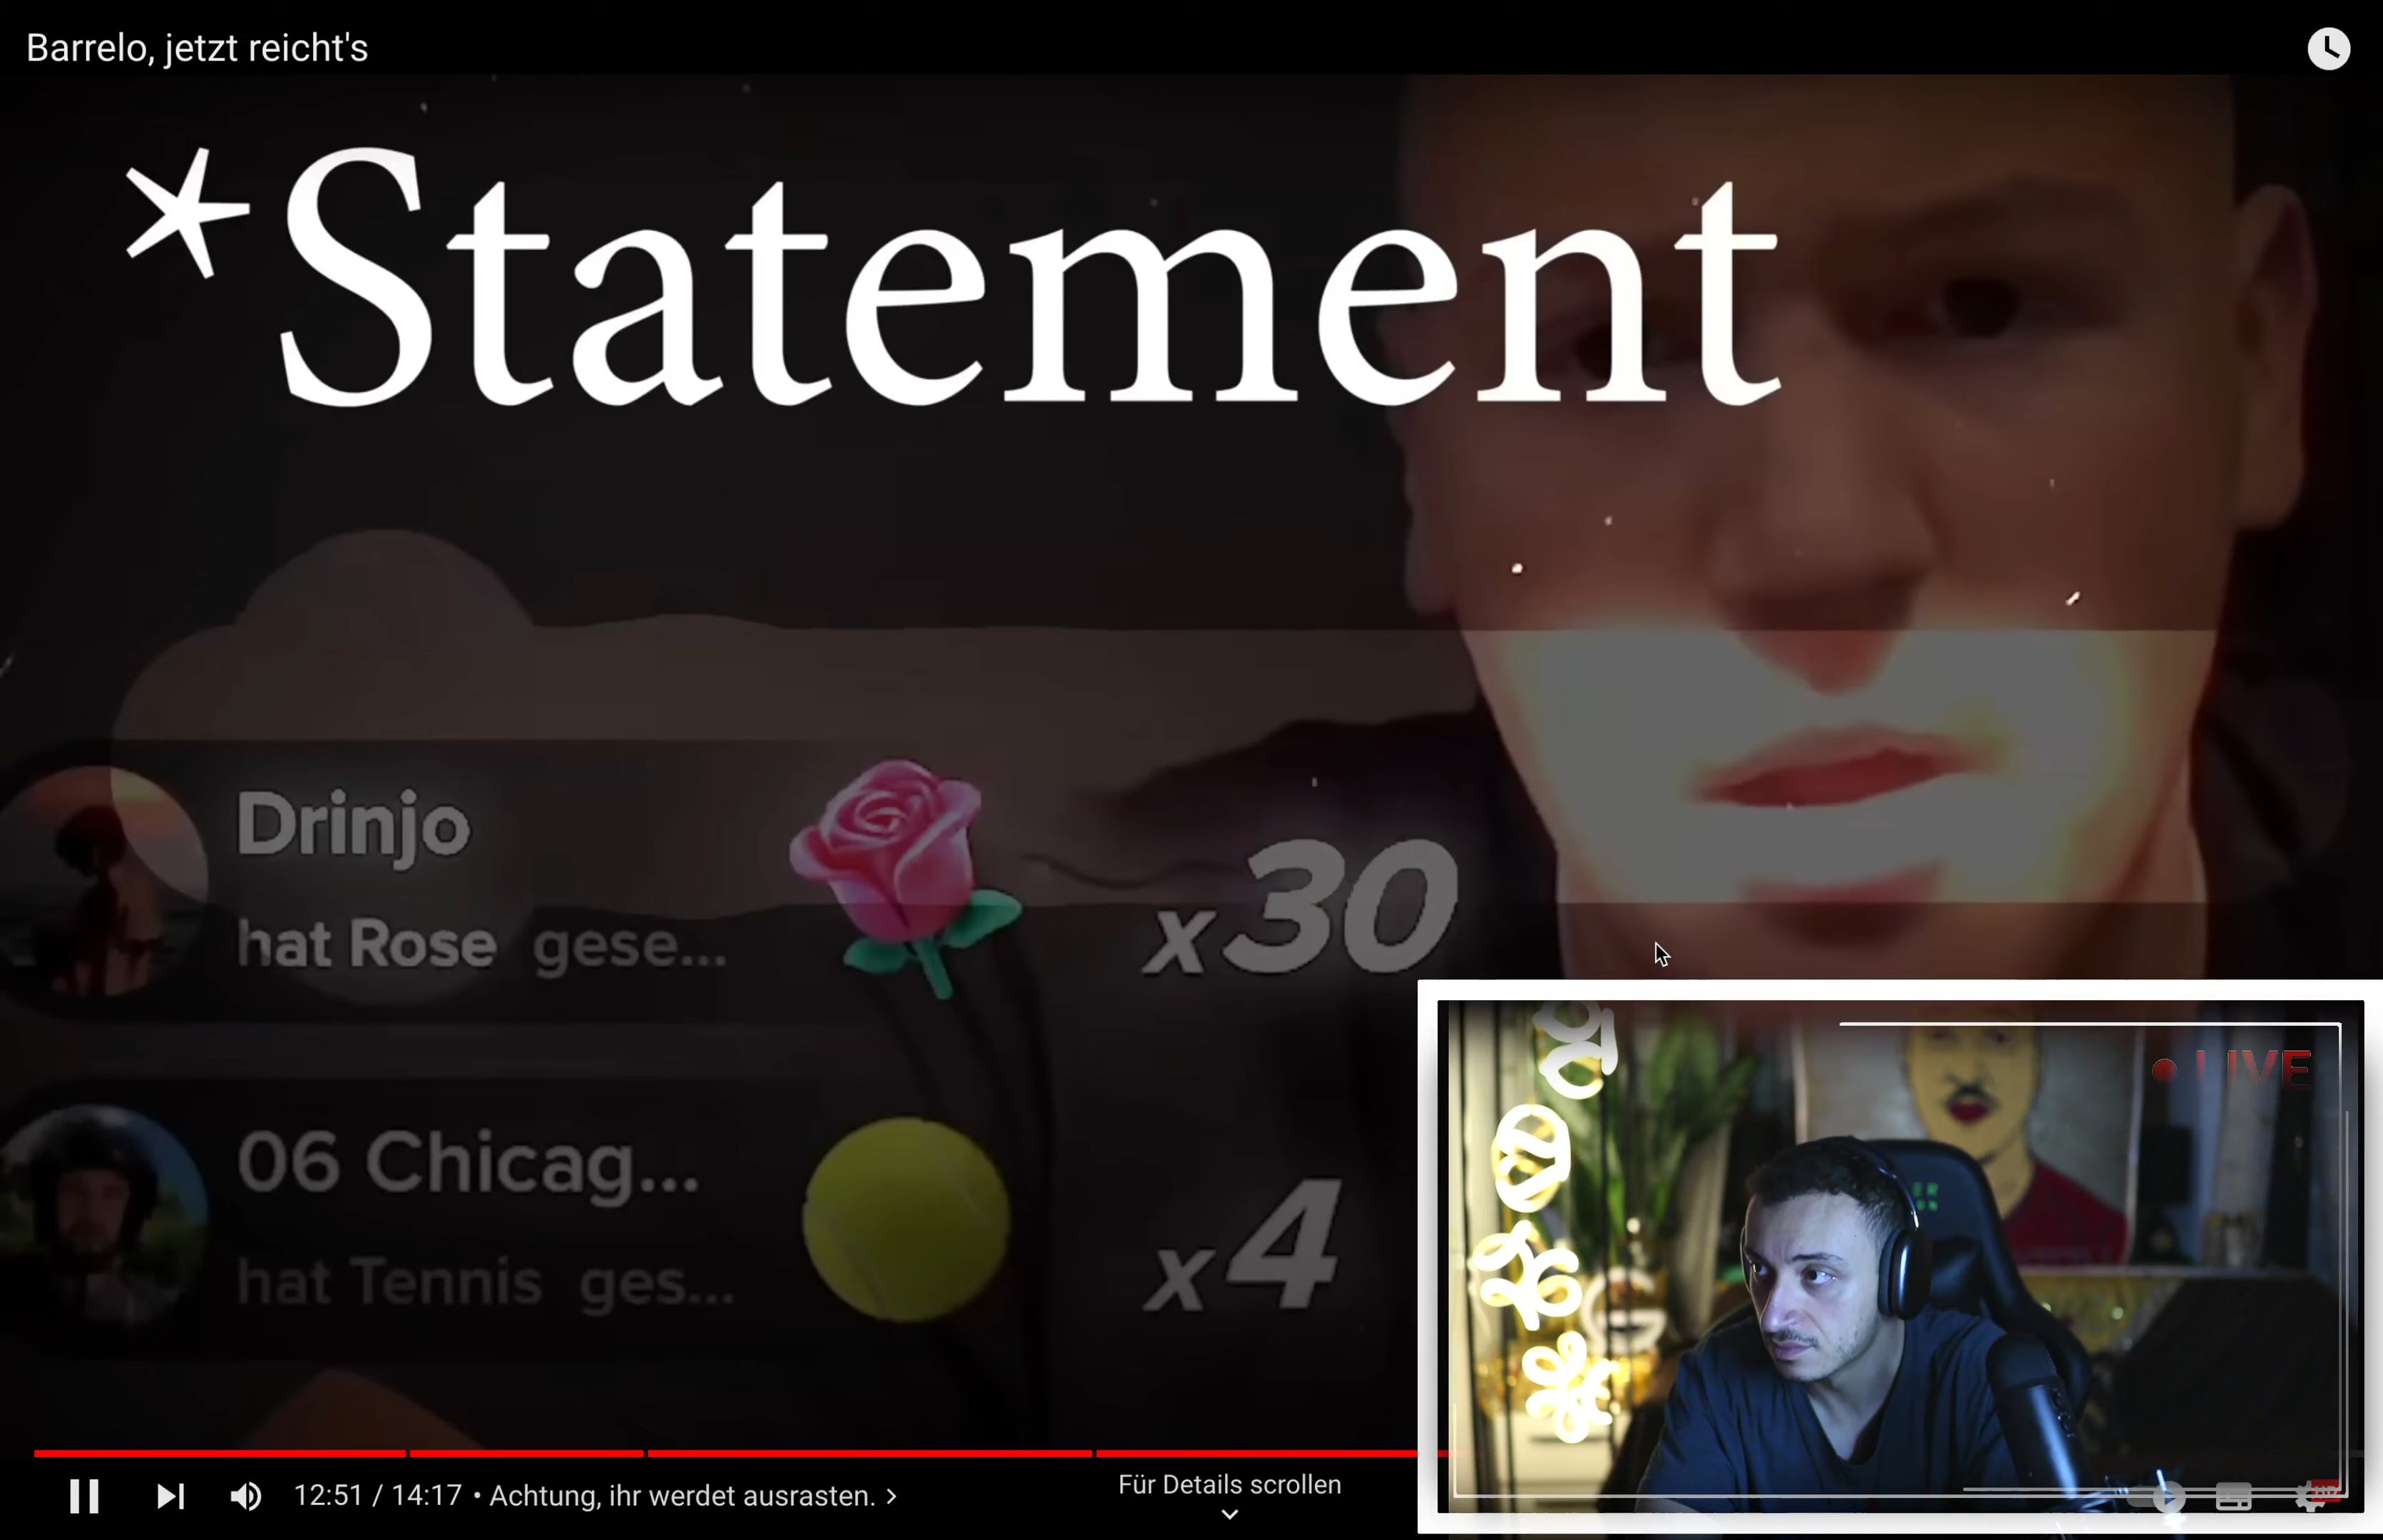 Barrelo, jetzt reicht's
*Statement
Drinjo
hat Rose gese...
x30
06 Chicag...
hat Tennis ges...
x4
LIVE
12:51 / 14:17 • Achtung, ihr werdet ausrasten.
Für Details scrollen